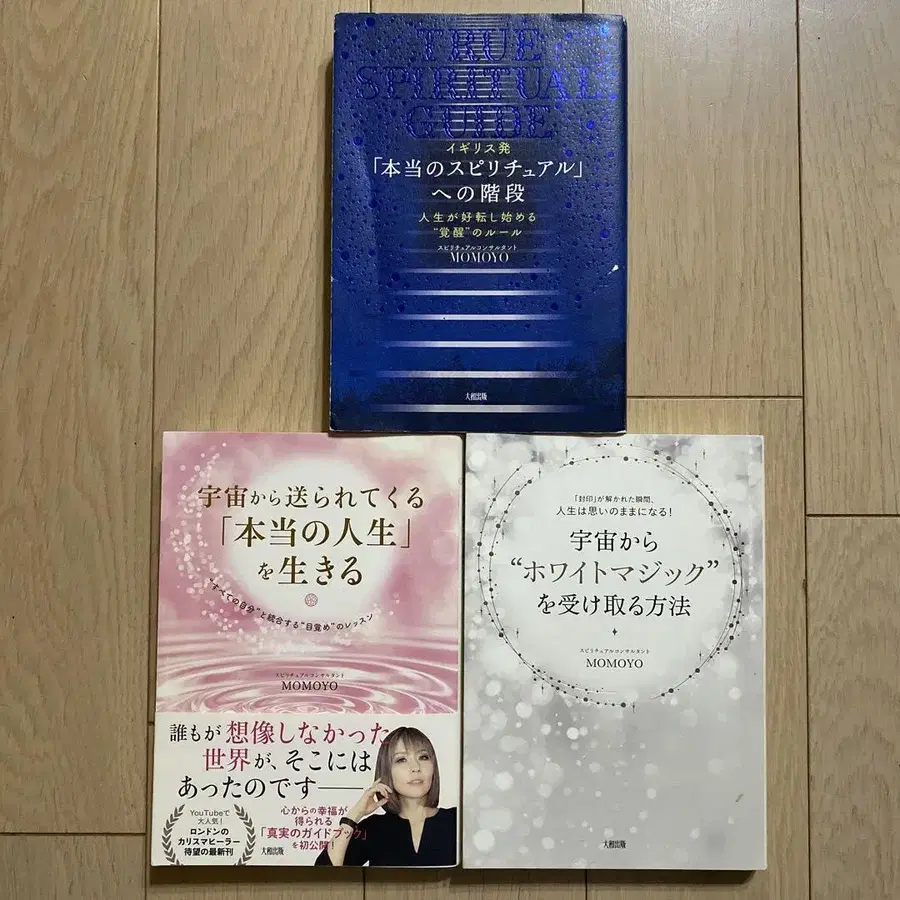 TRUE
SPIRITUAL
GUIDE
イギリス発
「本当のスピリチュアル」
への階段
人生が好転し始める
“覚醒”のルール
スピリチュアルコンサルタント
MOMOYO
大和出版
宇宙から送られてくる
「本当の人生」
を生きる
“すべての自分”と統合する“目覚め”のレッスン
スピリチュアルコンサルタント
MOMOYO
誰もが想像しなかった
世界が、そこには
あったのです――
YouTubeで
大人気!
ロンドンの
カリスマヒーラー
待望の最新刊
心からの幸福が
得られる
「真実のガイドブック」
を初公開!
大和出版
「封印」が解かれた瞬間、
人生は思いのままになる!
宇宙から
“ホワイトマジック”
を受け取る方法
スピリチュアルコンサルタント
MOMOYO
大和出版